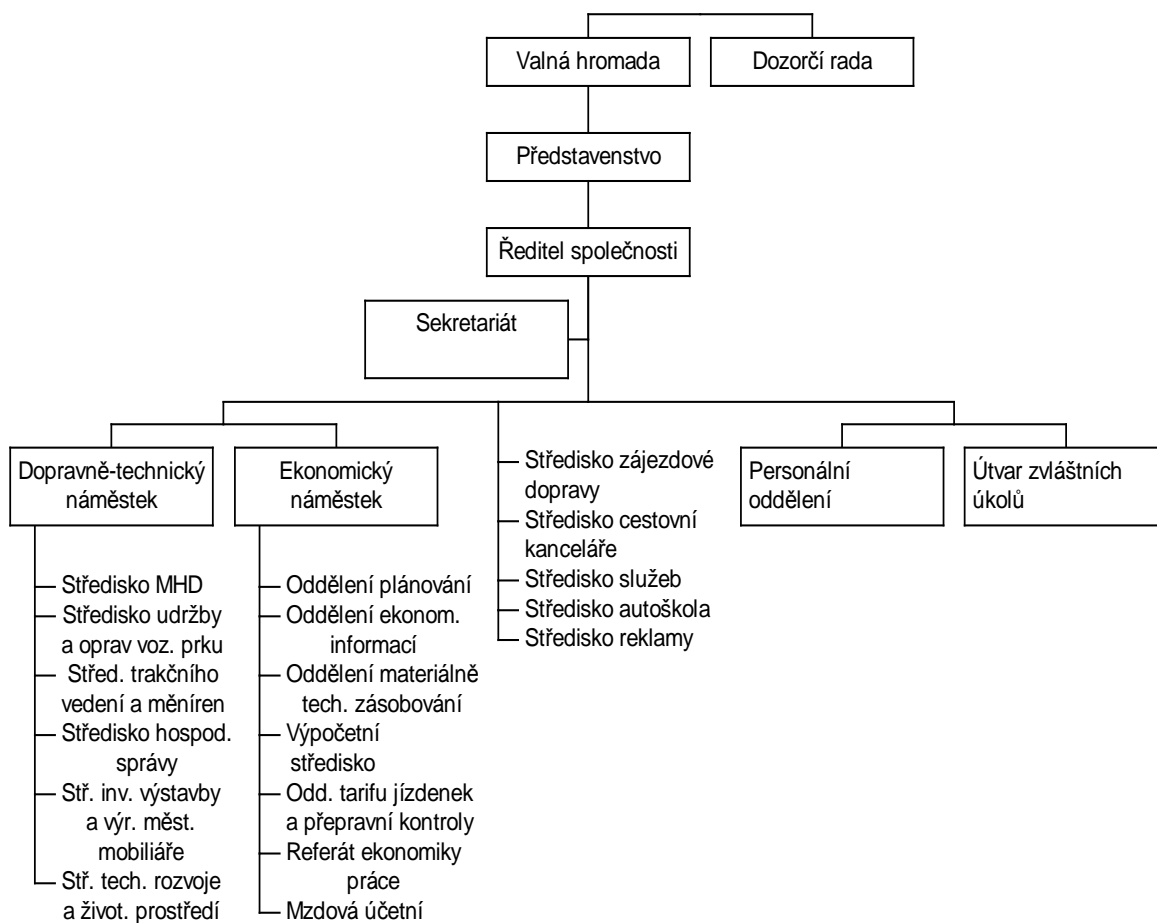 Valná hromada
Dozorčí rada
Představenstvo
Ředitel společnosti
Sekretariát
Dopravně-technický
náměstek
Ekonomický
náměstek
Středisko MHD
Středisko udržby
a oprav voz. prku
Střed. trakčního
vedení a měníren
Středisko hospod.
správy
Stř. inv. výstavby
a výr. měst.
mobiliáře
Stř. tech. rozvoje
a život. prostředí
Oddělení plánování
Oddělení ekonom.
informací
Oddělení materiálně
tech. zásobování
Výpočetní
středisko
Odd. tarifu jízdenek
a přepravní kontroly
Referát ekonomiky
práce
Mzdová účetní
Středisko zájezdové
dopravy
Středisko cestovní
kanceláře
Středisko služeb
Středisko autoškola
Středisko reklamy
Personální
oddělení
Útvar zvláštních
úkolů